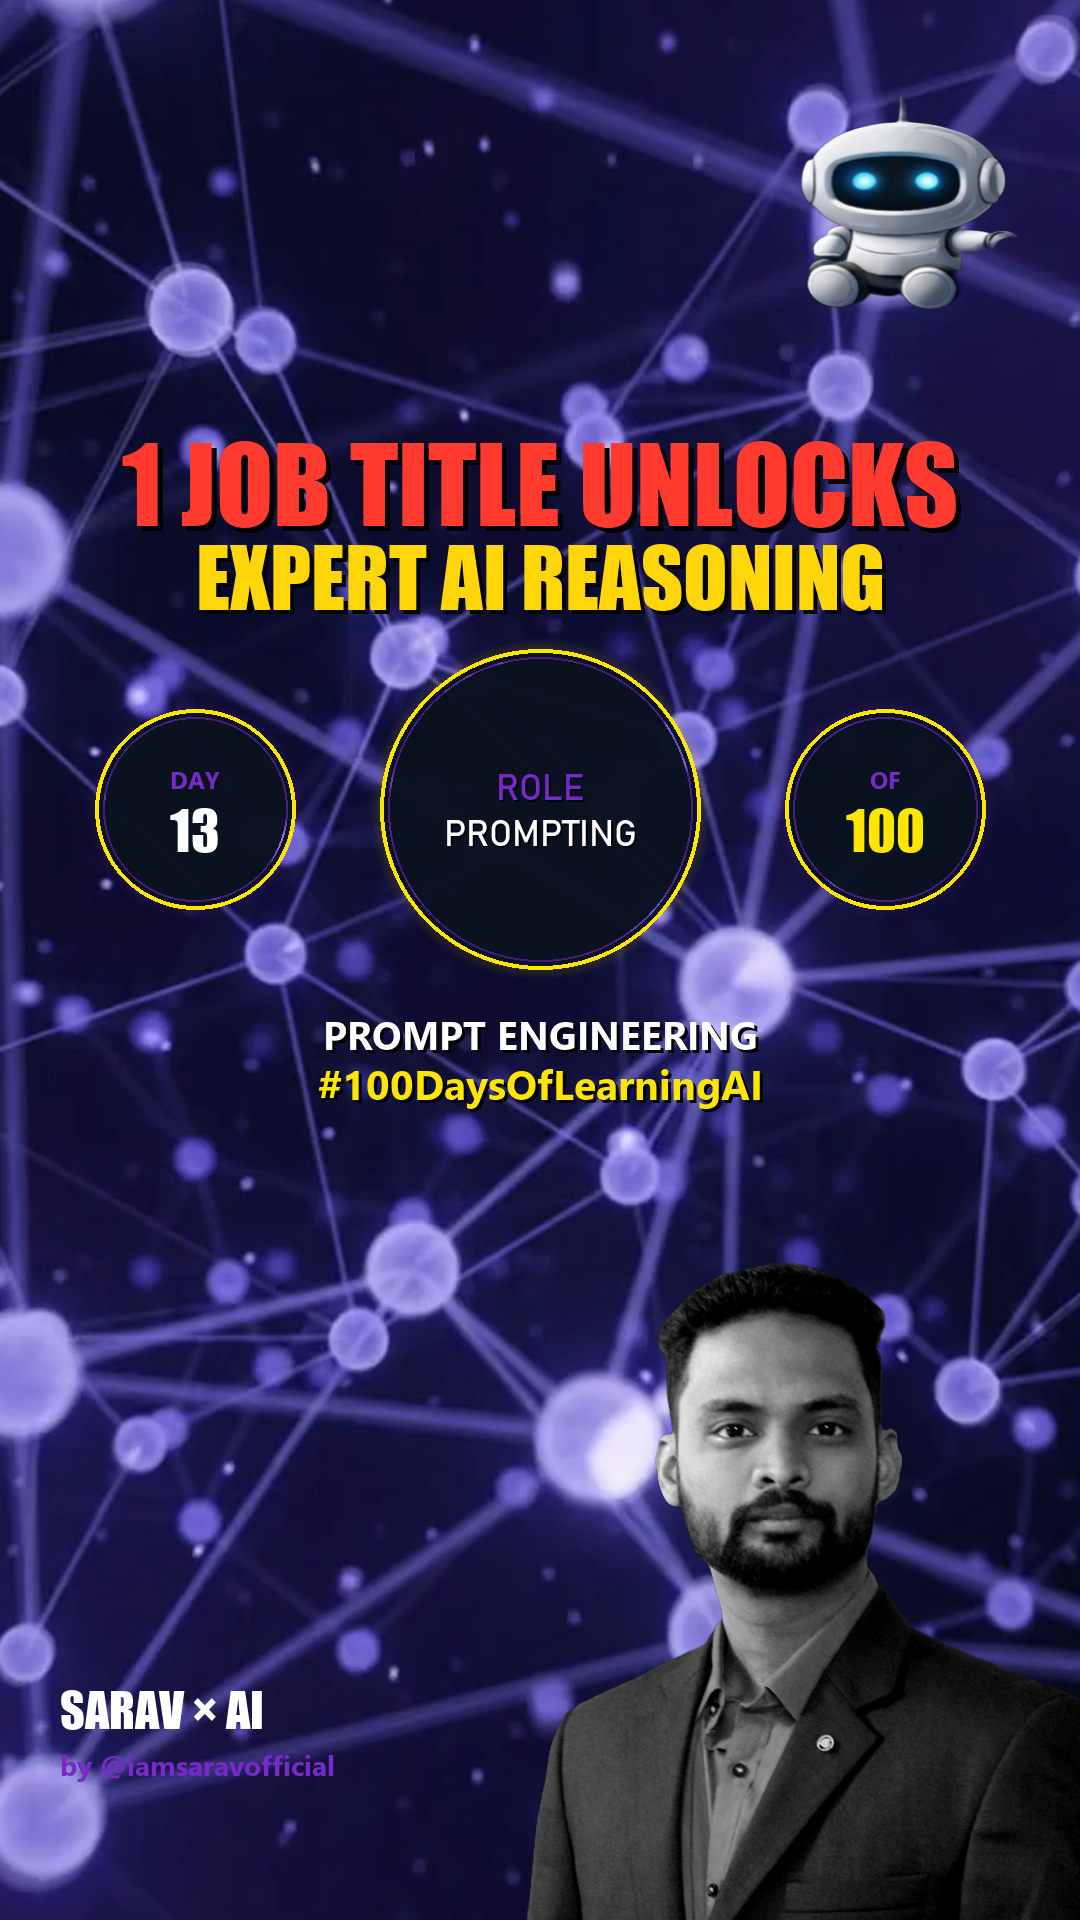 1 JOB TITLE UNLOCKS
EXPERT AI REASONING
DAY
13
ROLE
PROMPTING
OF
100
PROMPT ENGINEERING
#100DaysOfLearningAI
SARAV × AI
by @iamsaravofficial